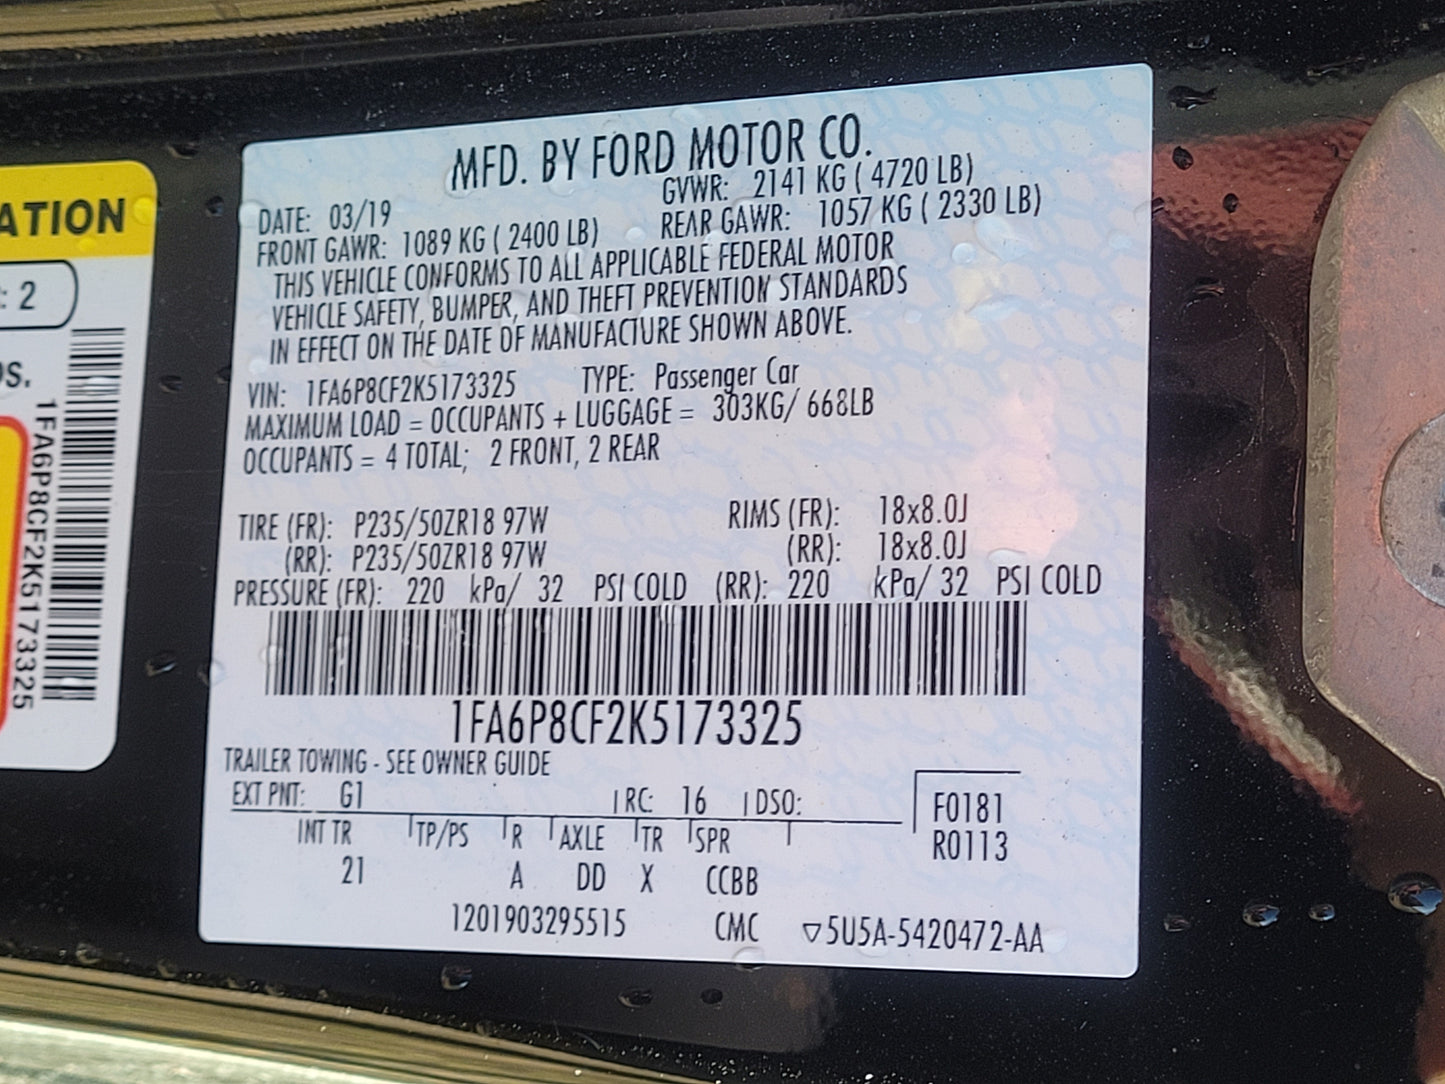 ATION
: 2
s.
1FA6P8CF2K5173325
MFD. BY FORD MOTOR CO.
DATE: 03/19 GVWR: 2141 KG ( 4720 LB)
FRONT GAWR: 1089 KG ( 2400 LB) REAR GAWR: 1057 KG ( 2330 LB)
THIS VEHICLE CONFORMS TO ALL APPLICABLE FEDERAL MOTOR
VEHICLE SAFETY, BUMPER, AND THEFT PREVENTION STANDARDS
IN EFFECT ON THE DATE OF MANUFACTURE SHOWN ABOVE.
VIN: 1FA6P8CF2K5173325 TYPE: Passenger Car
MAXIMUM LOAD = OCCUPANTS + LUGGAGE = 303KG/ 668LB
OCCUPANTS = 4 TOTAL; 2 FRONT, 2 REAR
TIRE (FR): P235/50ZR18 97W RIMS (FR): 18x8.0J
(RR): P235/50ZR18 97W (RR): 18x8.0J
PRESSURE (FR): 220 kPa/ 32 PSI COLD (RR): 220 kPa/ 32 PSI COLD
1FA6P8CF2K5173325
TRAILER TOWING - SEE OWNER GUIDE
EXT PNT: G1 RC: 16 DSO: F0181
INT TR TP/PS R AXLE TR SPR R0113
21 A DD X CCBB
1201903295515 CMC ▽5U5A-5420472-AA